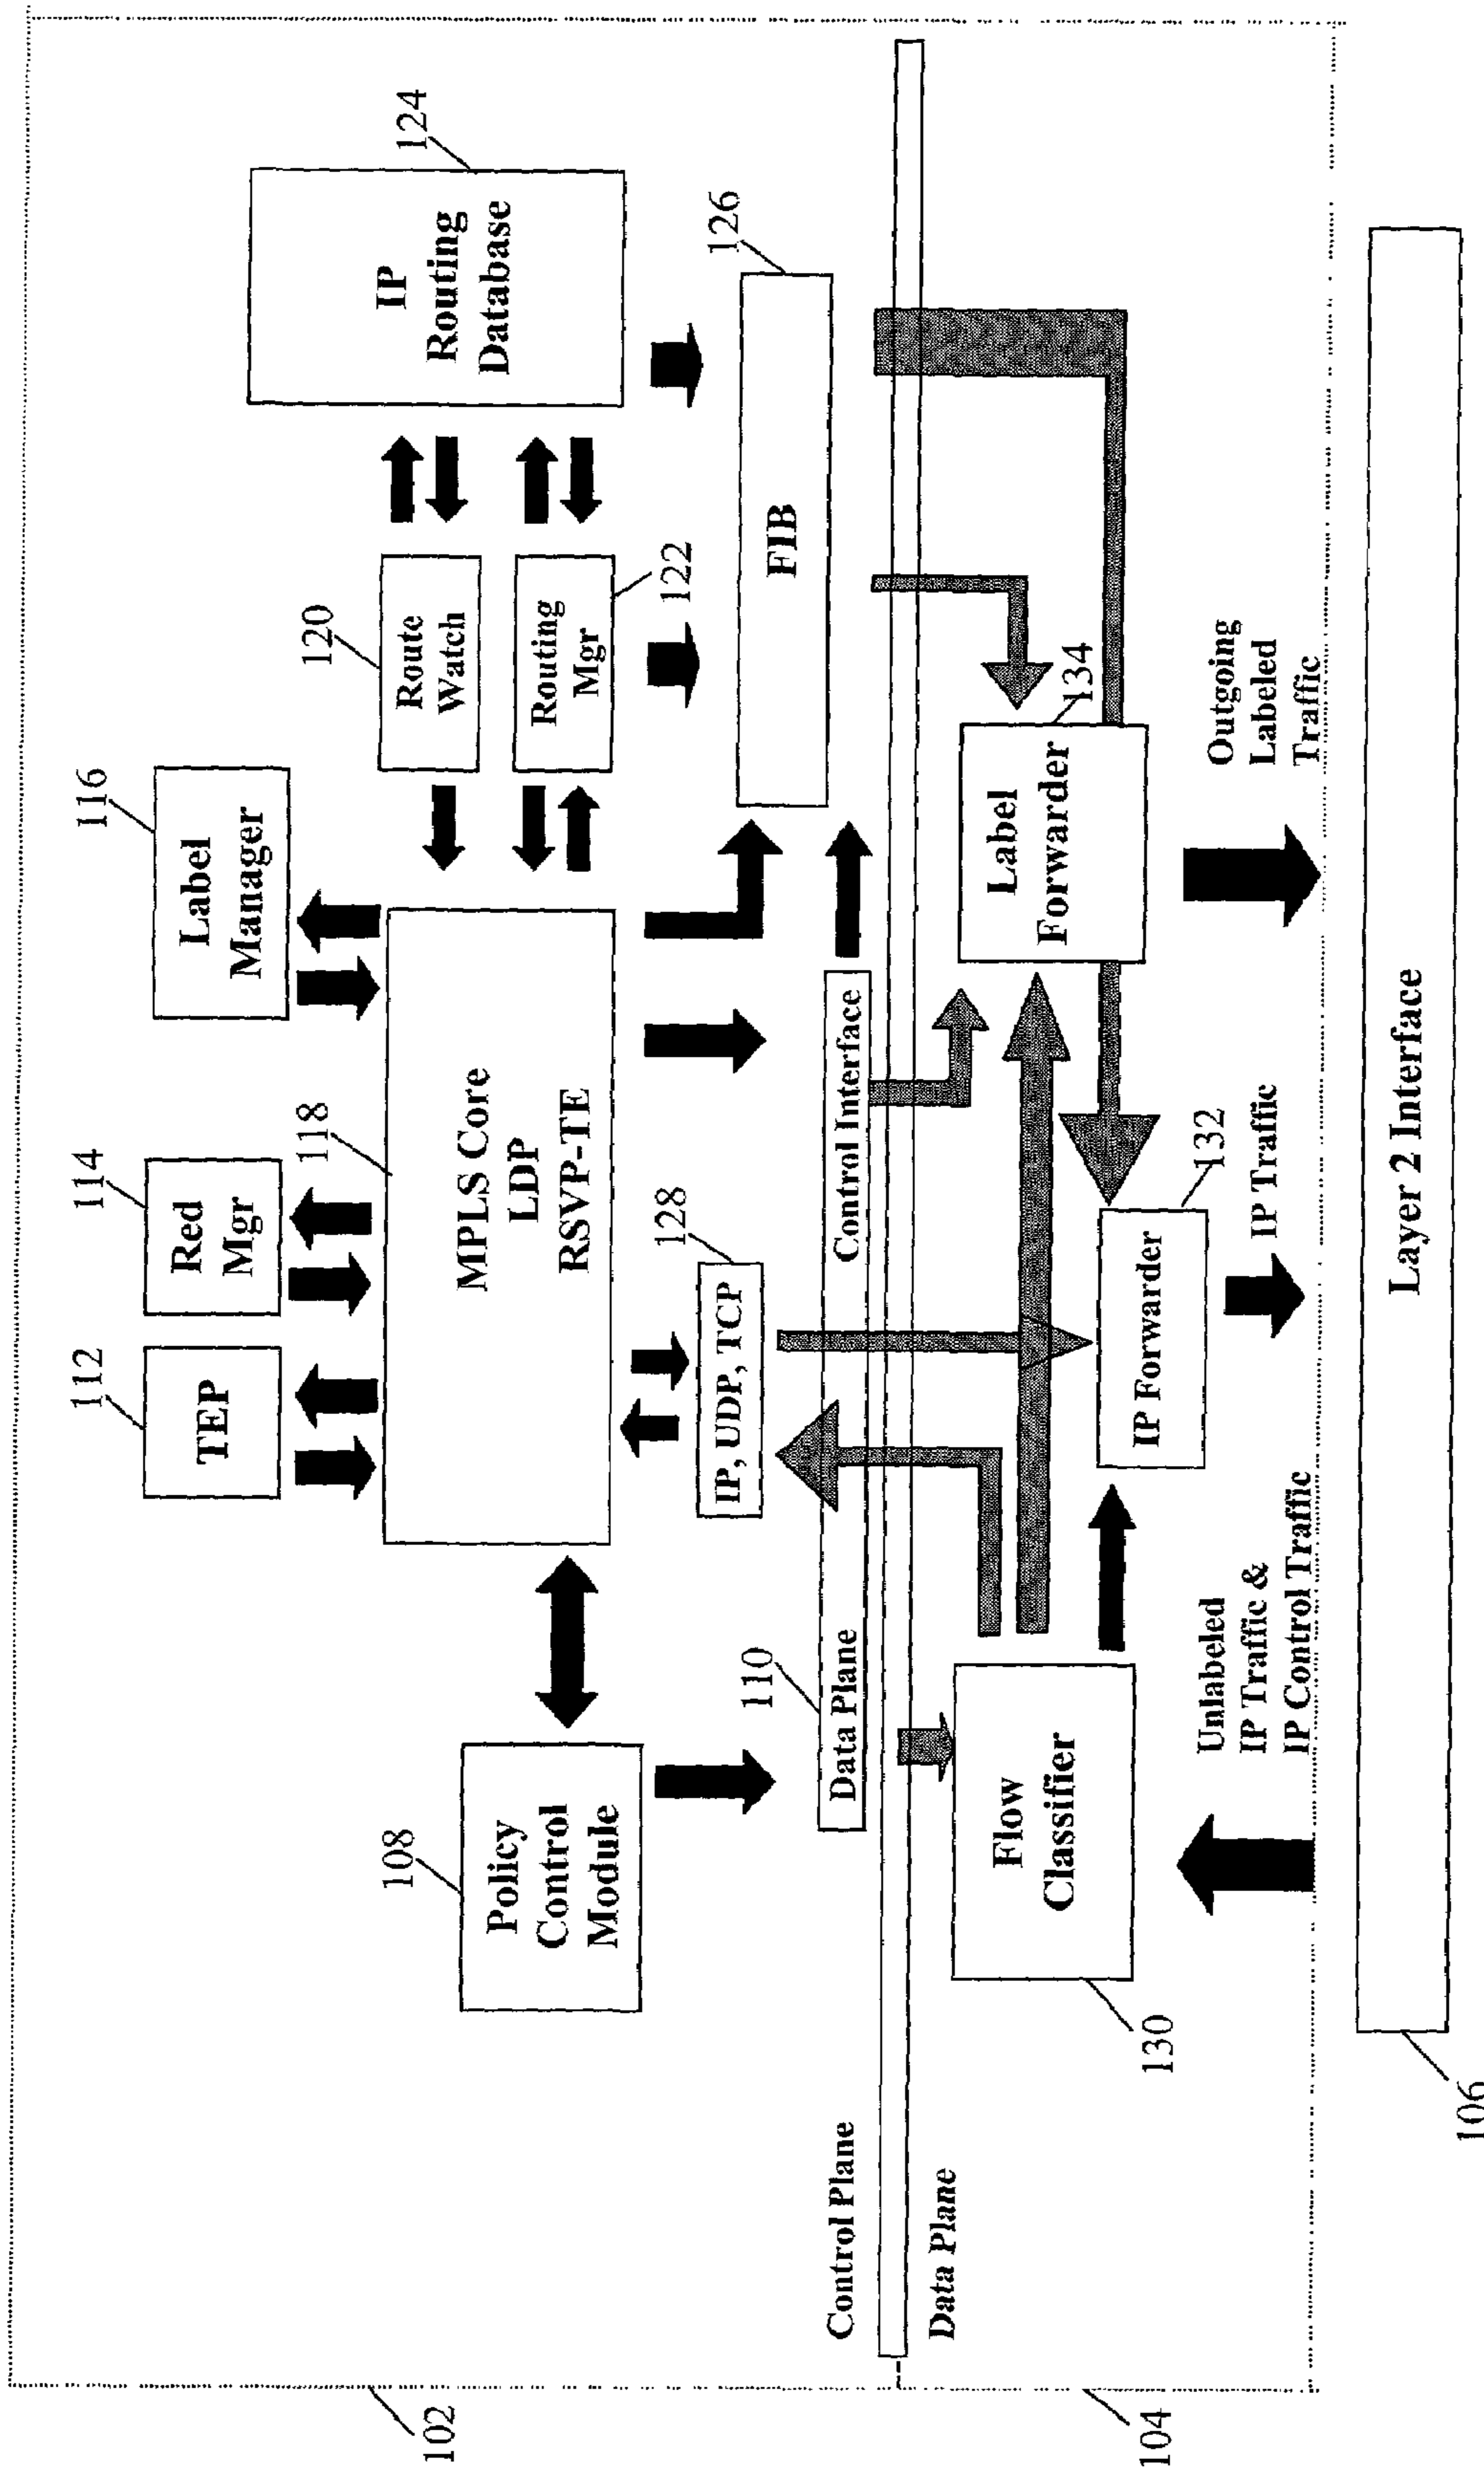 112
TEP
114
Red
Mgr
116
Label
Manager
124
IP
Routing
Database
118
MPLS Core
LDP
RSVP-TE
120
Route
Watch
Routing
Mgr
122
108
Policy
Control
Module
128
IP, UDP, TCP
126
FIB
110
Data Plane
Control Interface
102
Control Plane
Data Plane
104
130
Flow
Classifier
134
Label
Forwarder
132
IP Forwarder
Unlabeled
IP Traffic &
IP Control Traffic
IP Traffic
Outgoing
Labeled
Traffic
106
Layer 2 Interface